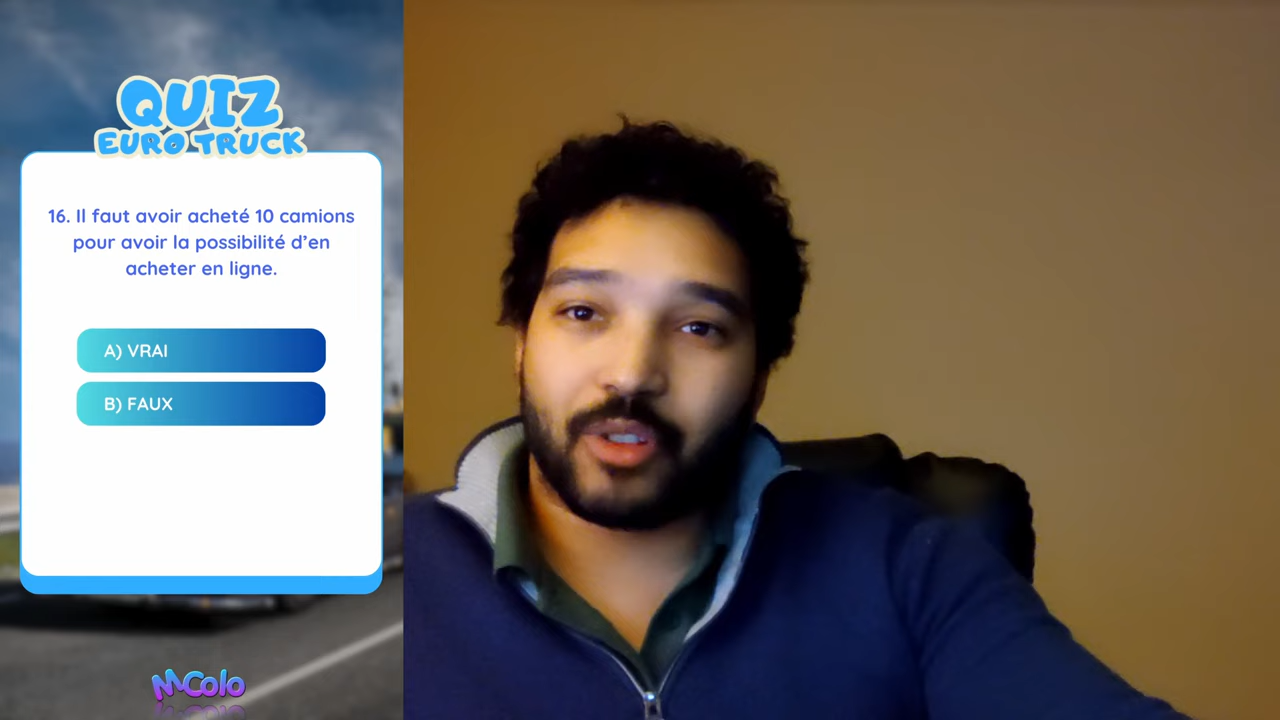 QUIZ
EURO TRUCK
16. Il faut avoir acheté 10 camions
pour avoir la possibilité d’en
acheter en ligne.
A) VRAI
B) FAUX
MColo